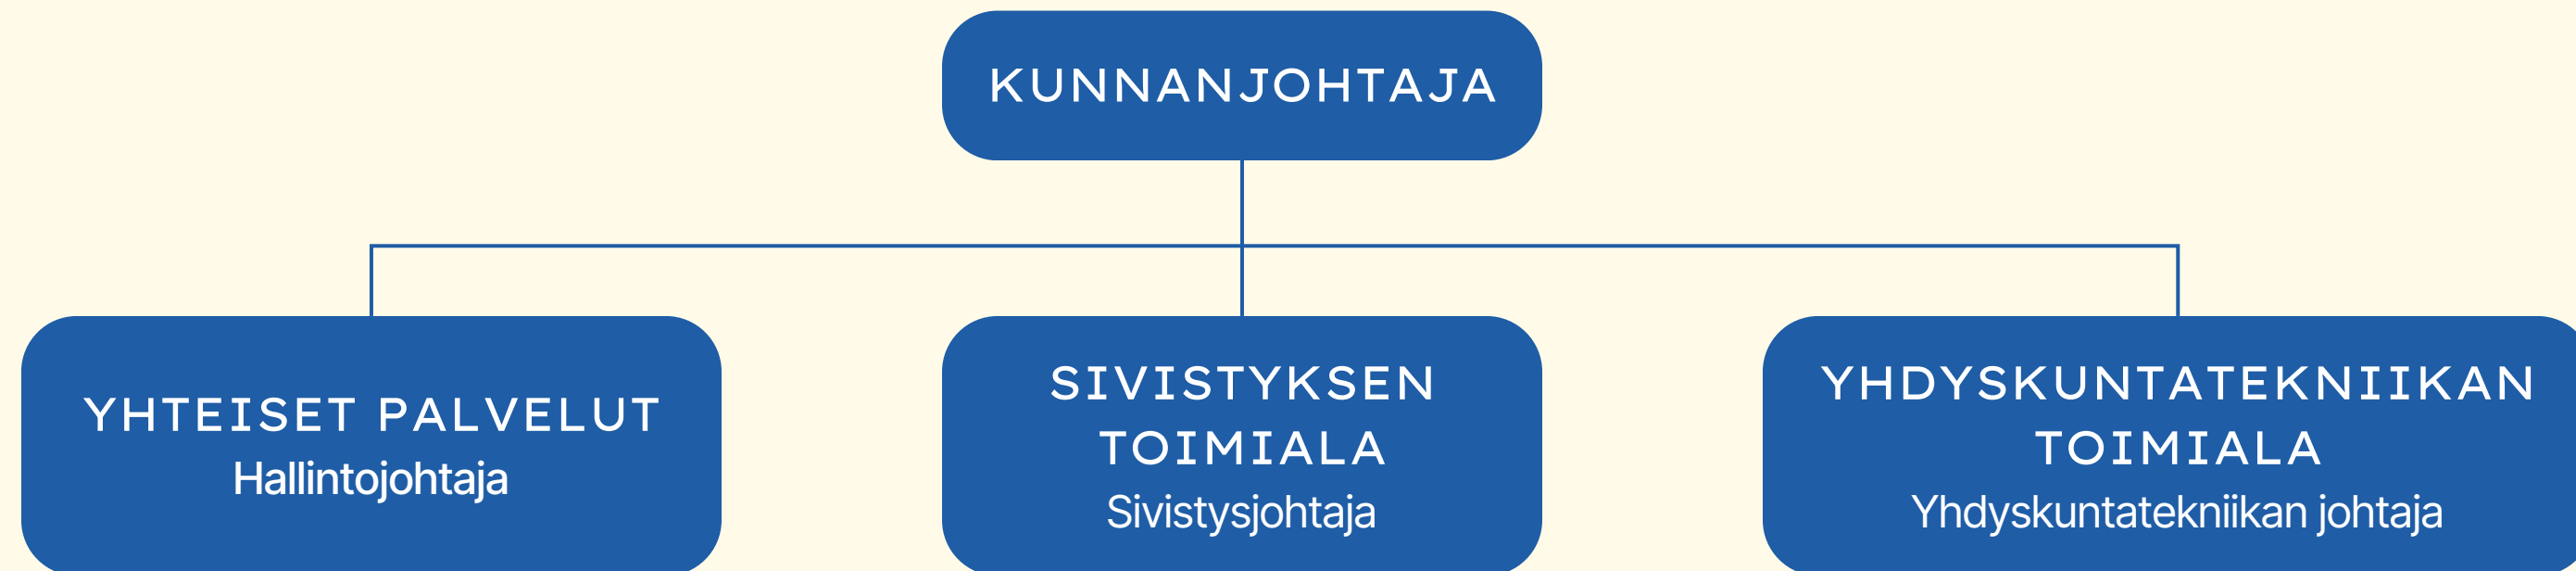 KUNNANJOHTAJA
YHTEISET PALVELUT
Hallintojohtaja
SIVISTYKSEN
TOIMIALA
Sivistysjohtaja
YHDYSKUNTATEKNIIKAN
TOIMIALA
Yhdyskuntatekniikan johtaja